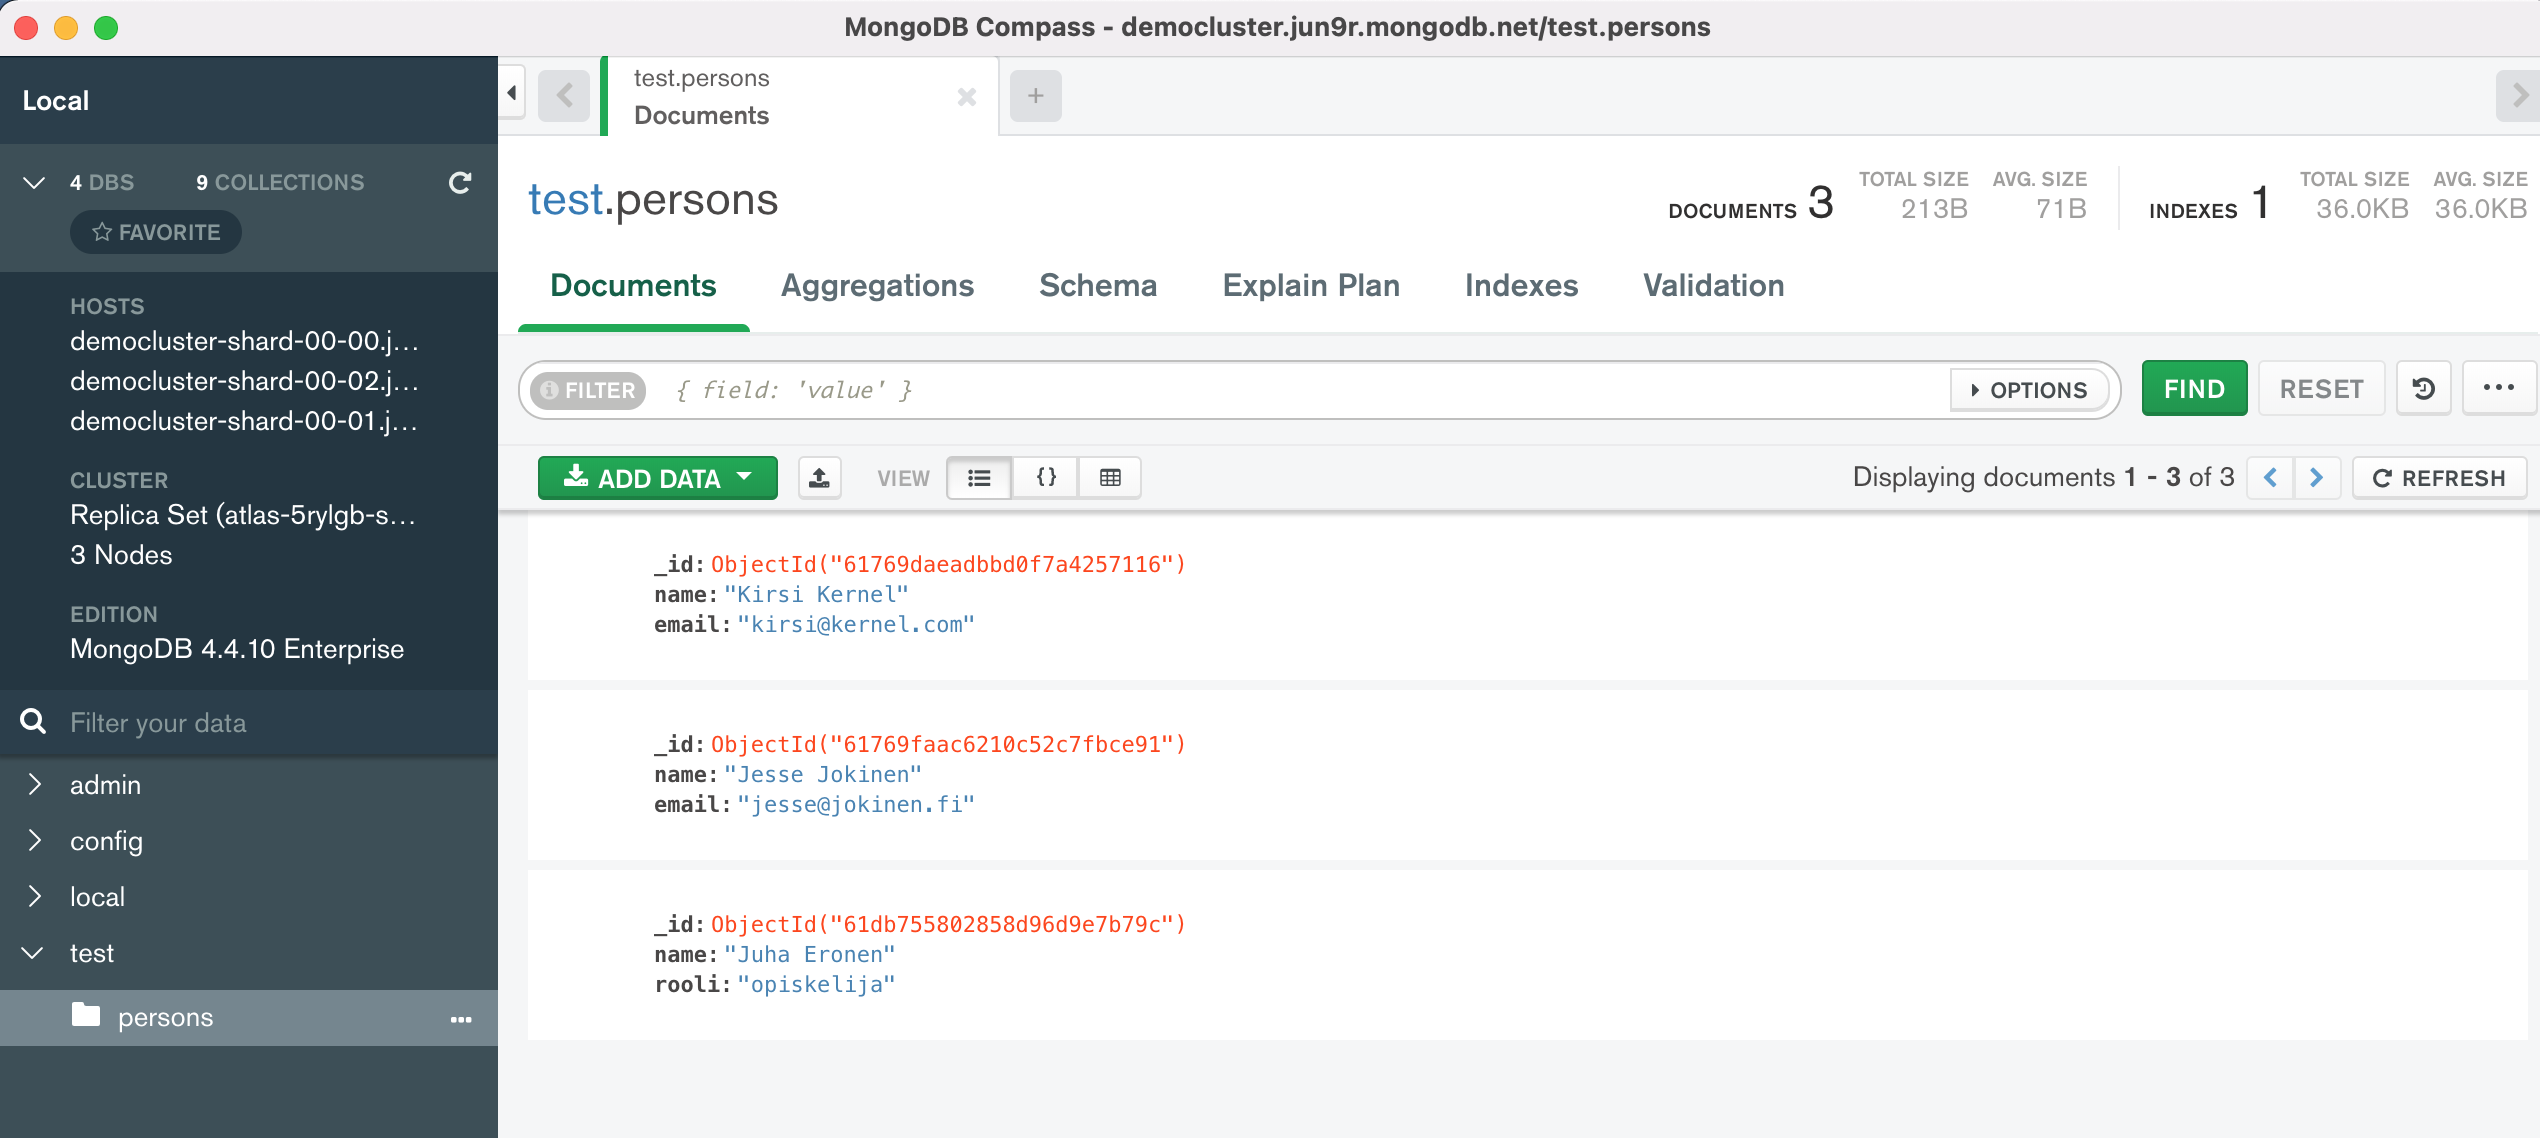 MongoDB Compass - democluster.jun9r.mongodb.net/test.persons
Local
4 DBS 9 COLLECTIONS
FAVORITE
HOSTS
democluster-shard-00-00.j...
democluster-shard-00-02.j...
democluster-shard-00-01.j...
CLUSTER
Replica Set (atlas-5rylgb-s...
3 Nodes
EDITION
MongoDB 4.4.10 Enterprise
Filter your data
admin
config
local
test
persons
test.persons
Documents
test.persons
DOCUMENTS 3
TOTAL SIZE 213B
AVG. SIZE 71B
INDEXES 1
TOTAL SIZE 36.0KB
AVG. SIZE 36.0KB
Documents Aggregations Schema Explain Plan Indexes Validation
FILTER { field: 'value' } OPTIONS FIND RESET
ADD DATA VIEW {} Displaying documents 1 - 3 of 3 REFRESH
_id: ObjectId("61769daeadbbd0f7a4257116")
name: "Kirsi Kernel"
email: "kirsi@kernel.com"
_id: ObjectId("61769faac6210c52c7fbce91")
name: "Jesse Jokinen"
email: "jesse@jokinen.fi"
_id: ObjectId("61db755802858d96d9e7b79c")
name: "Juha Eronen"
rooli: "opiskelija"